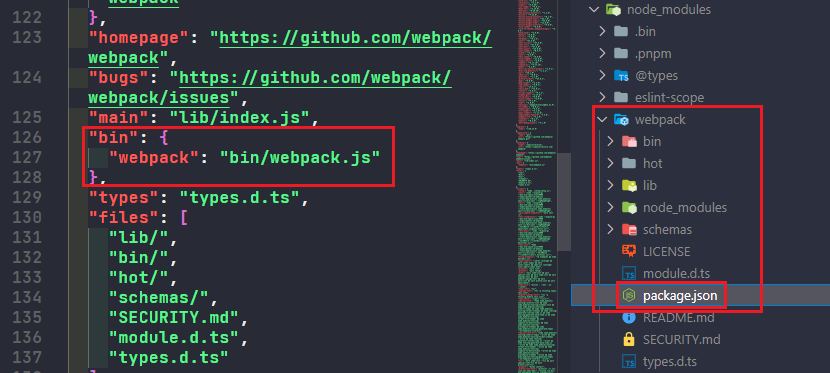 "webpack"
122 },
123 "homepage": "https://github.com/webpack/
webpack",
124 "bugs": "https://github.com/webpack/
webpack/issues",
125 "main": "lib/index.js",
126 "bin": {
127 "webpack": "bin/webpack.js"
128 },
129 "types": "types.d.ts",
130 "files": [
131 "lib/",
132 "bin/",
133 "hot/",
134 "schemas/",
135 "SECURITY.md",
136 "module.d.ts",
137 "types.d.ts"
138 ]
node_modules
.bin
.pnpm
@types
eslint-scope
webpack
bin
hot
lib
node_modules
schemas
LICENSE
module.d.ts
package.json
README.md
SECURITY.md
types.d.ts